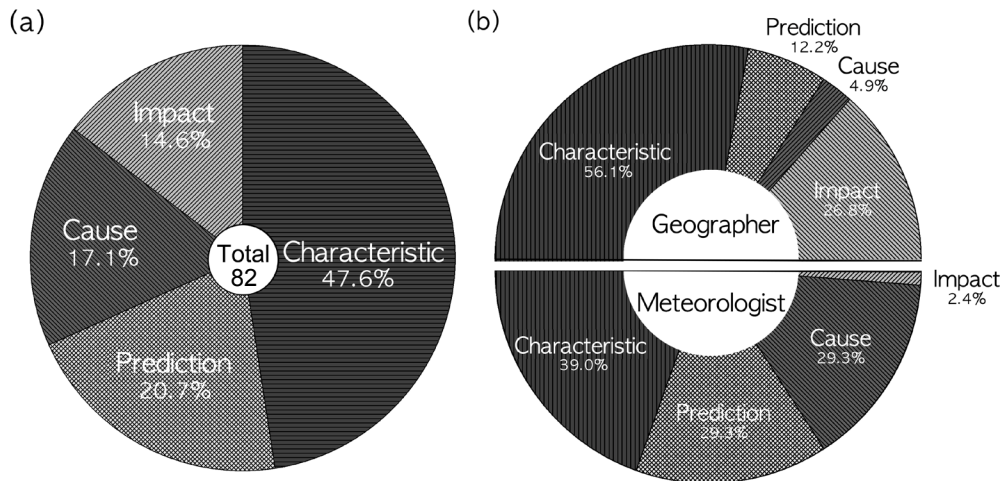 (a)
Impact
14.6%
Cause
17.1%
Total
82
Characteristic
47.6%
Prediction
20.7%
(b)
Prediction
12.2%
Cause
4.9%
Characteristic
56.1%
Impact
26.8%
Geographer
Meteorologist
Impact
2.4%
Characteristic
39.0%
Cause
29.3%
Prediction
29.3%